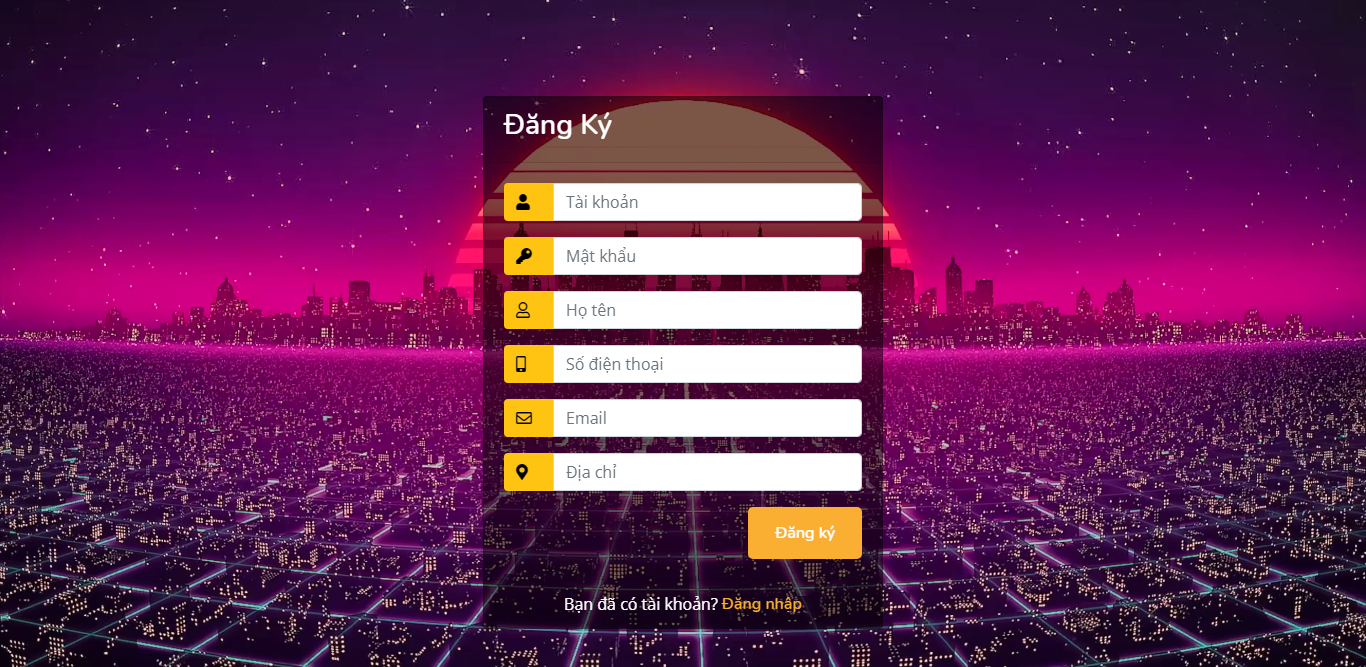 Đăng Ký
Tài khoản
Mật khẩu
Họ tên
Số điện thoại
Email
Địa chỉ
Đăng ký
Bạn đã có tài khoản? Đăng nhập